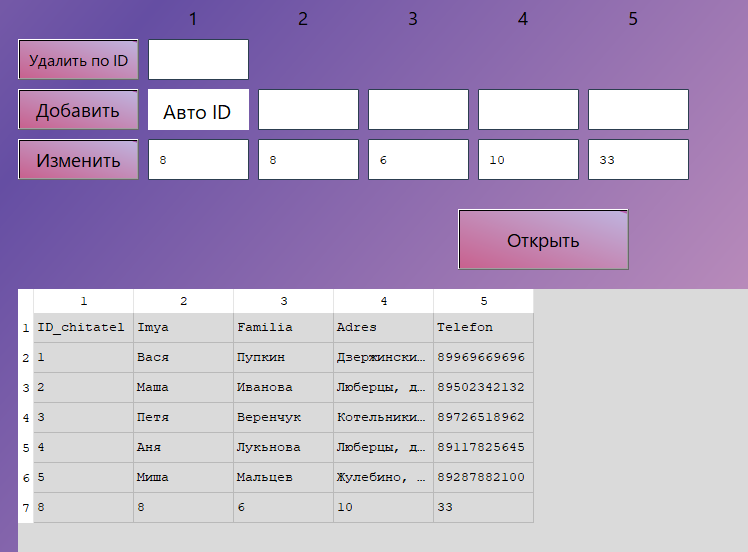 1 2 3 4 5
Удалить по ID
Добавить Авто ID
Изменить 8 8 6 10 33
Открыть
1 2 3 4 5
1 ID_chitatel Imya Familia Adres Telefon
2 1 Вася Пупкин Дзержински… 89969669696
3 2 Маша Иванова Люберцы, д… 89502342132
4 3 Петя Веренчук Котельники… 89726518962
5 4 Аня Лукьнова Люберцы, д… 89117825645
6 5 Миша Мальцев Жулебино, … 89287882100
7 8 8 6 10 33